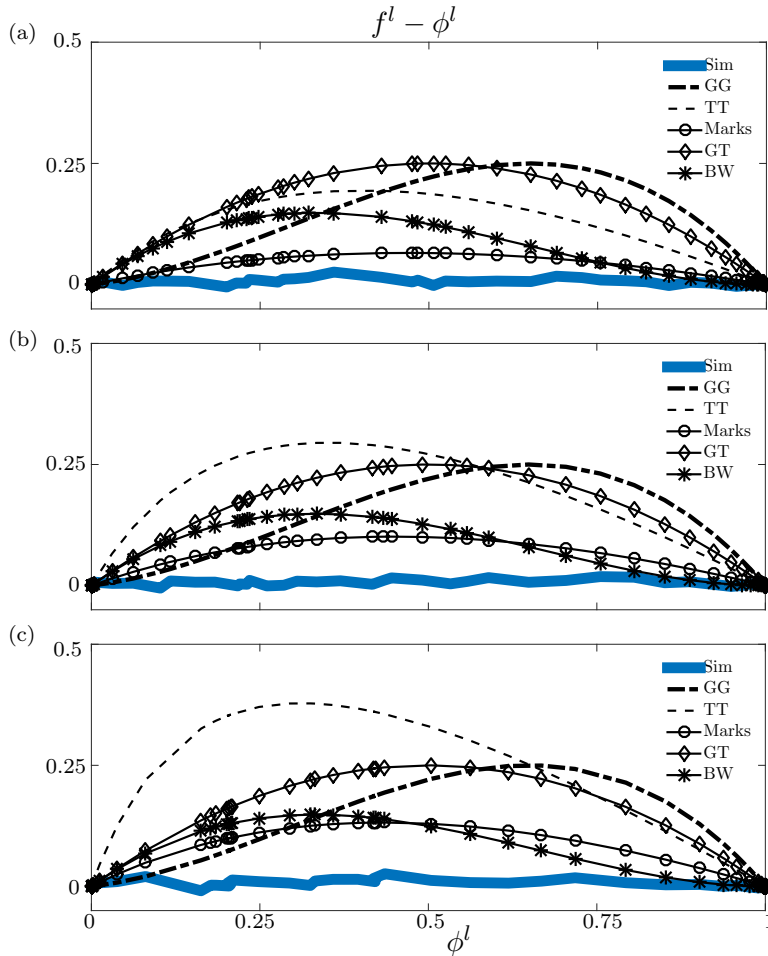 f^l − ϕ^l
(a)
0.5
0.25
0
Sim
GG
TT
Marks
GT
BW
(b)
0.5
0.25
0
Sim
GG
TT
Marks
GT
BW
(c)
0.5
0.25
0
Sim
GG
TT
Marks
GT
BW
0 0.25 0.5 0.75 1
ϕ^l